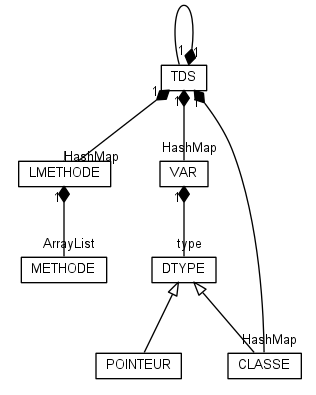 1 1
TDS
1 1 1
HashMap HashMap
LMETHODE VAR
1 1
ArrayList type
METHODE DTYPE
HashMap
POINTEUR CLASSE